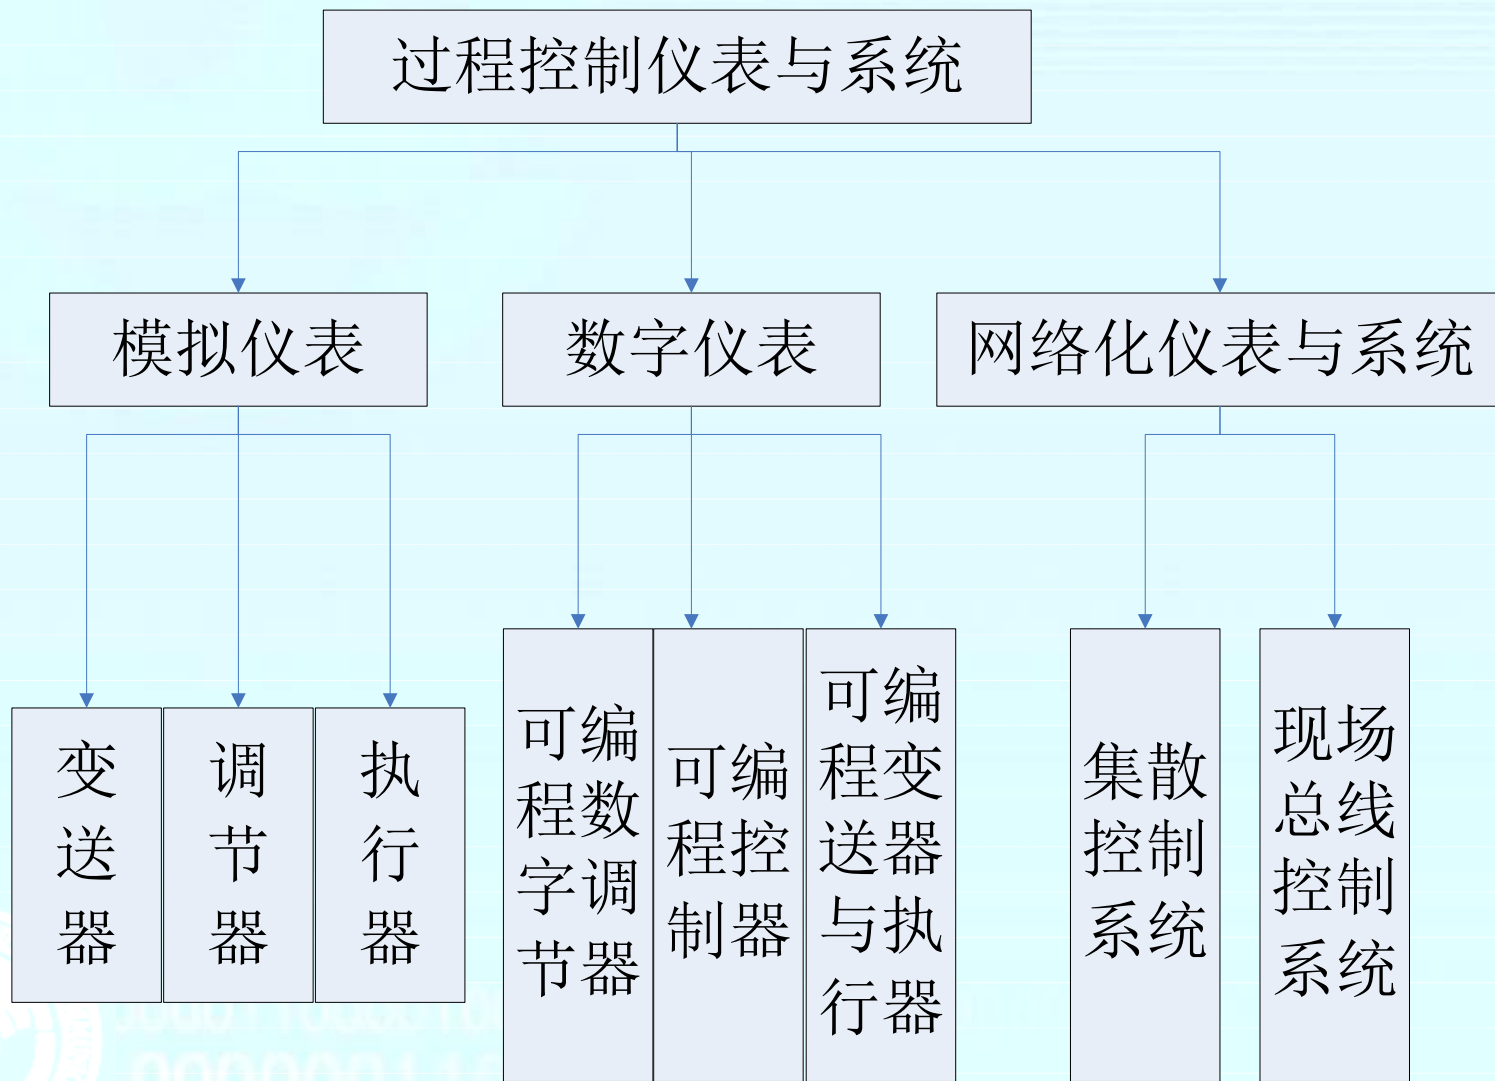 过程控制仪表与系统
模拟仪表
数字仪表
网络化仪表与系统
变
送
器
调
节
器
执
行
器
可编
程数
字调
节器
可编
程控
制器
可编
程变
送器
与执
行器
集散
控制
系统
现场
总线
控制
系统